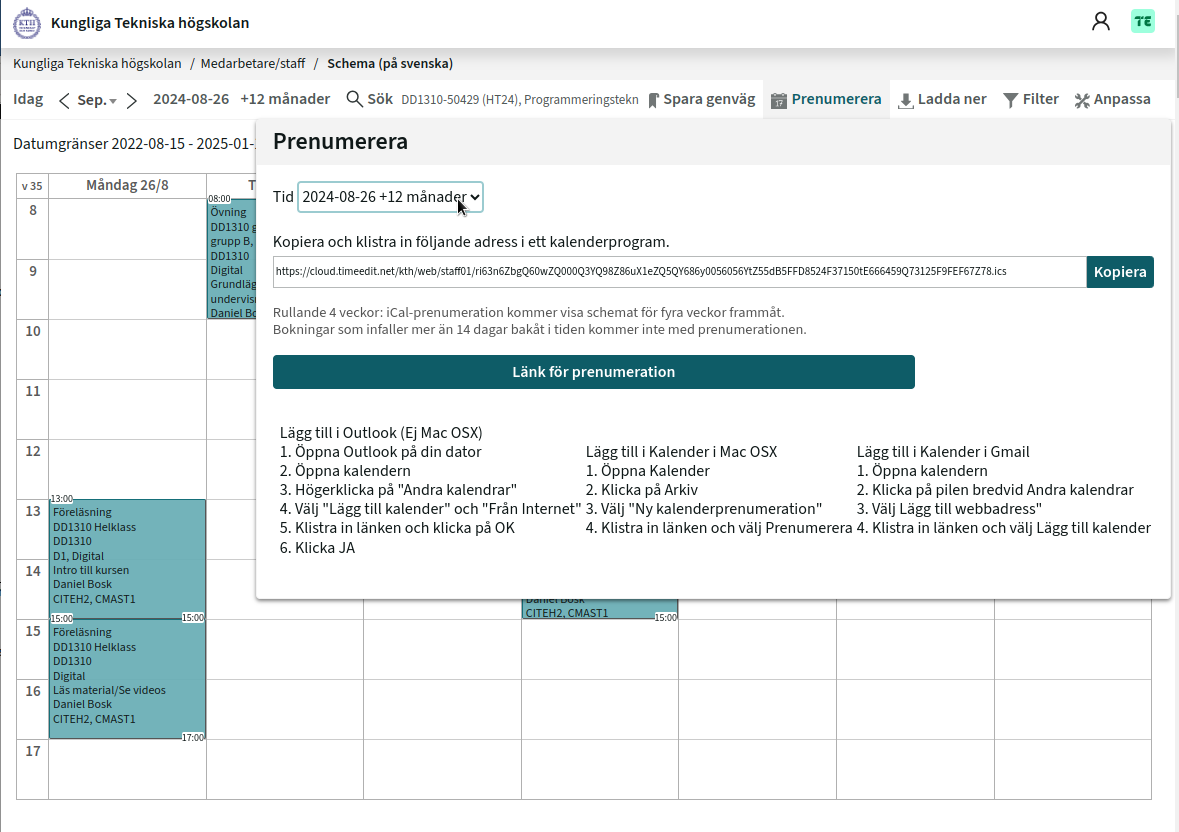 KTH
Kungliga Tekniska högskolan
TE
Kungliga Tekniska högskolan / Medarbetare/staff / Schema (på svenska)
Idag Sep. 2024-08-26 +12 månader Sök DD1310-50429 (HT24), Programmeringstekn Spara genväg Prenumerera Ladda ner Filter Anpassa
Datumgränser 2022-08-15 - 2025-01-
Prenumerera
Tid 2024-08-26 +12 månader
Kopiera och klistra in följande adress i ett kalenderprogram.
https://cloud.timeedit.net/kth/web/staff01/ri63n6ZbgQ60wZQ000Q3YQ98Z86uX1eZQ5QY686y0056056YtZ55dB5FFD8524F37150tE666459Q73125F9FEF67Z78.ics
Kopiera
Rullande 4 veckor: iCal-prenumeration kommer visa schemat för fyra veckor frammåt.
Bokningar som infaller mer än 14 dagar bakåt i tiden kommer inte med prenumerationen.
Länk för prenumeration
Lägg till i Outlook (Ej Mac OSX)
1. Öppna Outlook på din dator
2. Öppna kalendern
3. Högerklicka på "Andra kalendrar"
4. Välj "Lägg till kalender" och "Från Internet"
5. Klistra in länken och klicka på OK
6. Klicka JA
Lägg till i Kalender i Mac OSX
1. Öppna Kalender
2. Klicka på Arkiv
3. Välj "Ny kalenderprenumeration"
4. Klistra in länken och välj Prenumerera
Lägg till i Kalender i Gmail
1. Öppna kalendern
2. Klicka på pilen bredvid Andra kalendrar
3. Välj Lägg till webbadress"
4. Klistra in länken och välj Lägg till kalender
v 35 Måndag 26/8 T
8
9
10
11
12
13
14
15
16
17
08:00
Övning
DD1310 g
grupp B,
DD1310
Digital
Grundläg
undervisn
Daniel Bo
13:00
Föreläsning
DD1310 Helklass
DD1310
D1, Digital
Intro till kursen
Daniel Bosk
CITEH2, CMAST1
15:00 15:00
Föreläsning
DD1310 Helklass
DD1310
Digital
Läs material/Se videos
Daniel Bosk
CITEH2, CMAST1
17:00
Daniel Bosk
CITEH2, CMAST1
15:00